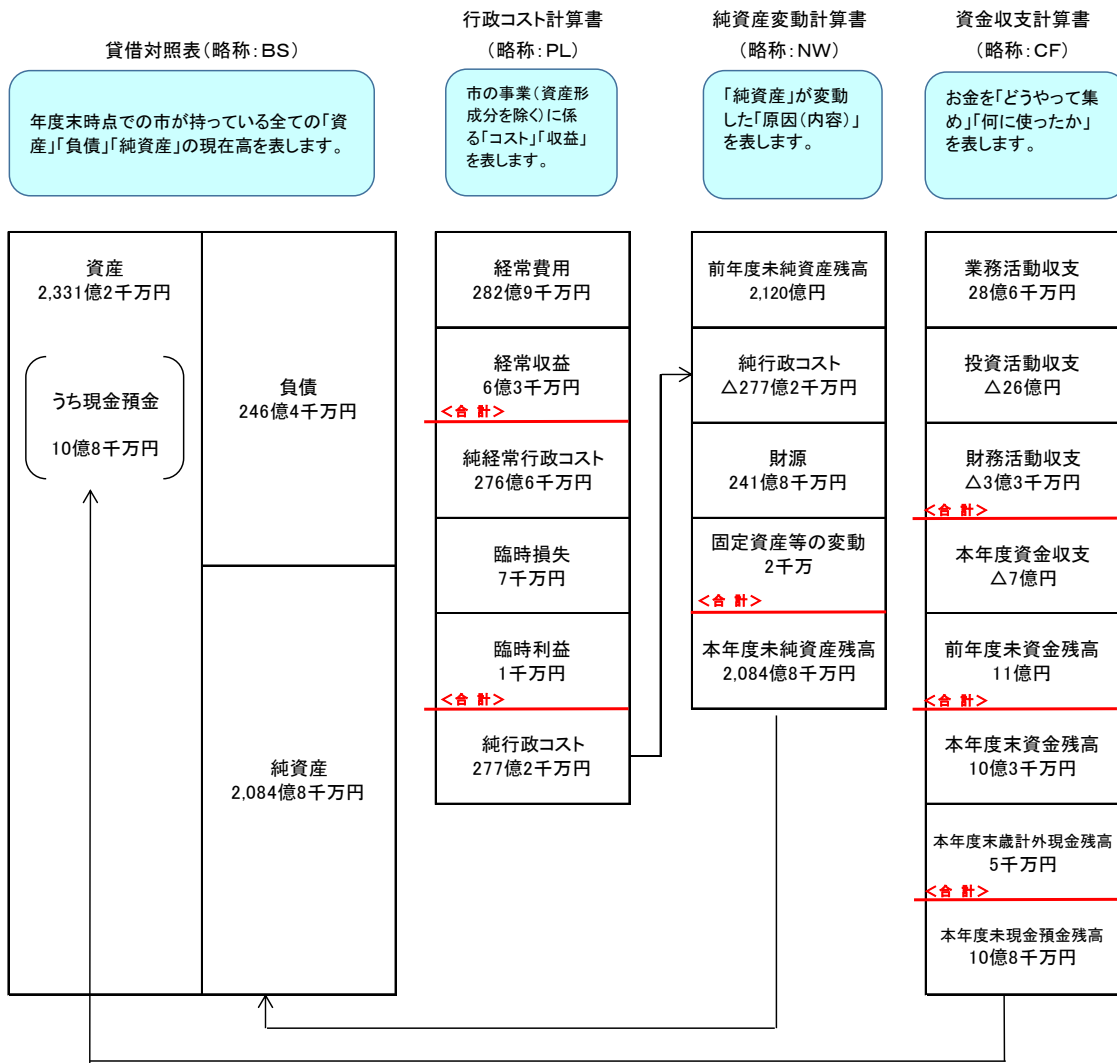 貸借対照表(略称:BS)
年度末時点での市が持っている全ての「資
産」「負債」「純資産」の現在高を表します。
資産
2,331億2千万円
うち現金預金
10億8千万円
負債
246億4千万円
純資産
2,084億8千万円
行政コスト計算書
(略称:PL)
市の事業(資産形
成分を除く)に係
る「コスト」「収益」
を表します。
経常費用
282億9千万円
経常収益
6億3千万円
<合 計>
純経常行政コスト
276億6千万円
臨時損失
7千万円
臨時利益
1千万円
<合 計>
純行政コスト
277億2千万円
純資産変動計算書
(略称:NW)
「純資産」が変動
した「原因(内容)」
を表します。
前年度未純資産残高
2,120億円
純行政コスト
△277億2千万円
財源
241億8千万円
固定資産等の変動
2千万
<合 計>
本年度未純資産残高
2,084億8千万円
資金収支計算書
(略称:CF)
お金を「どうやって集
め」「何に使ったか」
を表します。
業務活動収支
28億6千万円
投資活動収支
△26億円
財務活動収支
△3億3千万円
<合 計>
本年度資金収支
△7億円
前年度未資金残高
11億円
<合 計>
本年度末資金残高
10億3千万円
本年度末歳計外現金残高
5千万円
<合 計>
本年度未現金預金残高
10億8千万円